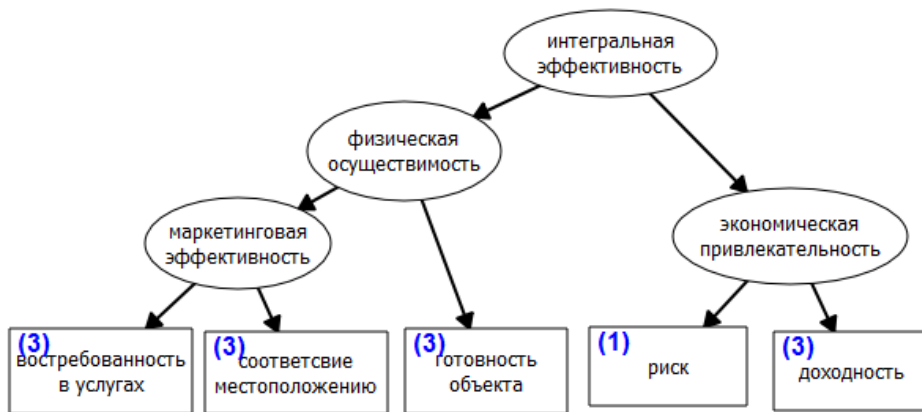 интегральная
эффективность
физическая
осуществимость
маркетинговая
эффективность
экономическая
привлекательность
(3)
востребованность
в услугах
(3)
соответсвие
местоположению
(3)
готовность
объекта
(1)
риск
(3)
доходность